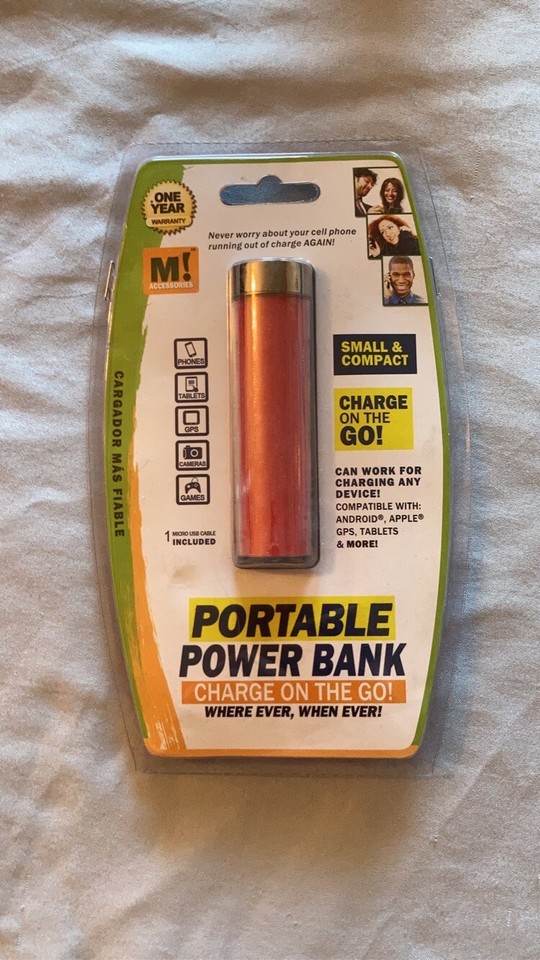 ONE
YEAR
WARRANTY
Never worry about your cell phone
running out of charge AGAIN!
M!™
ACCESSORIES
PHONES
TABLETS
GPS
CAMERAS
GAMES
1 MICRO USB CABLE
INCLUDED
SMALL &
COMPACT
CHARGE
ON THE
GO!
CAN WORK FOR
CHARGING ANY
DEVICE!
COMPATIBLE WITH:
ANDROID®, APPLE®
GPS, TABLETS
& MORE!
CARGADOR MÁS FIABLE
PORTABLE
POWER BANK
CHARGE ON THE GO!
WHERE EVER, WHEN EVER!